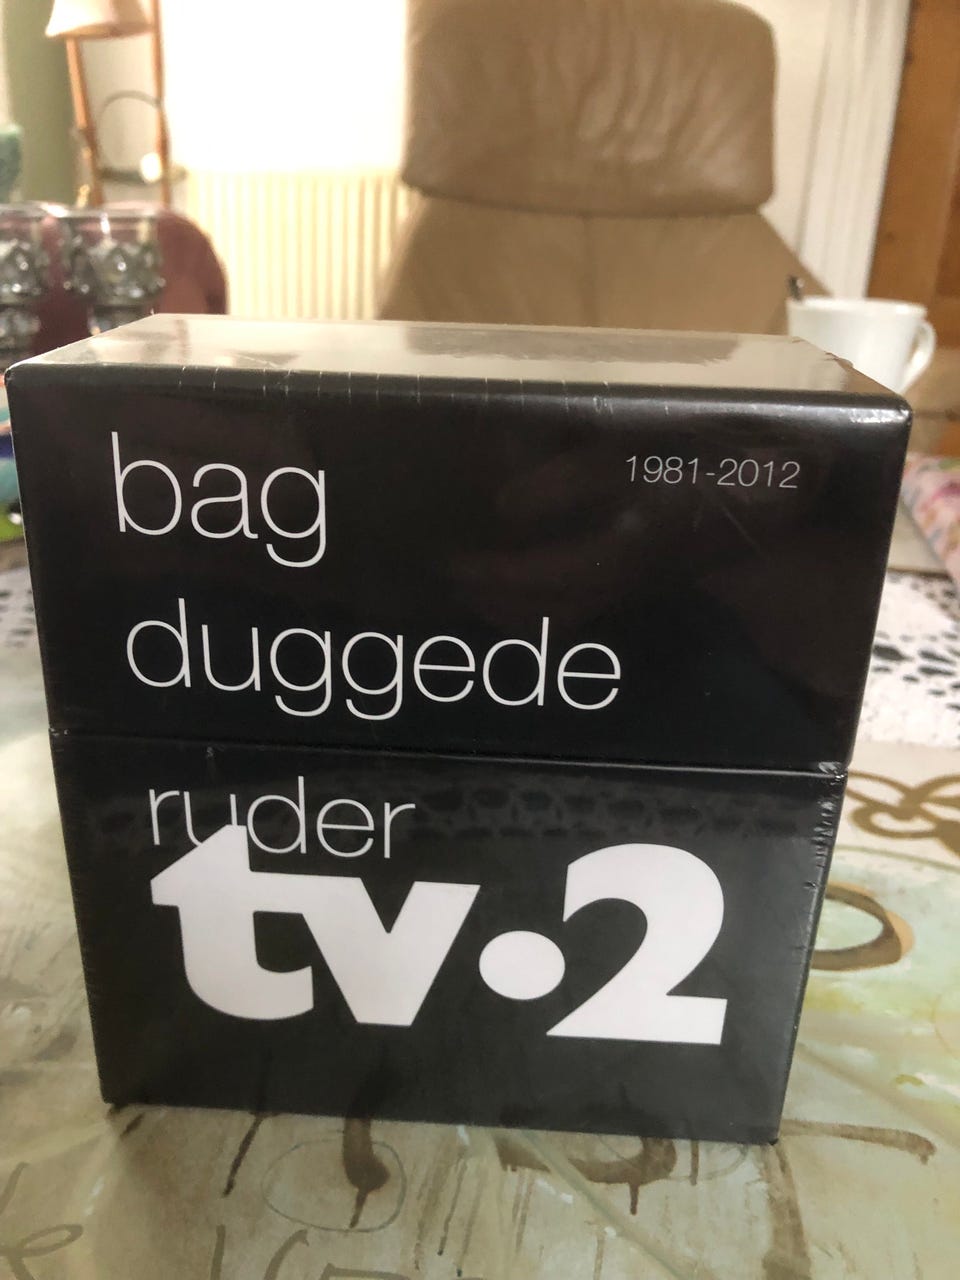 bag
1981-2012
duggede
ruder
tv·2